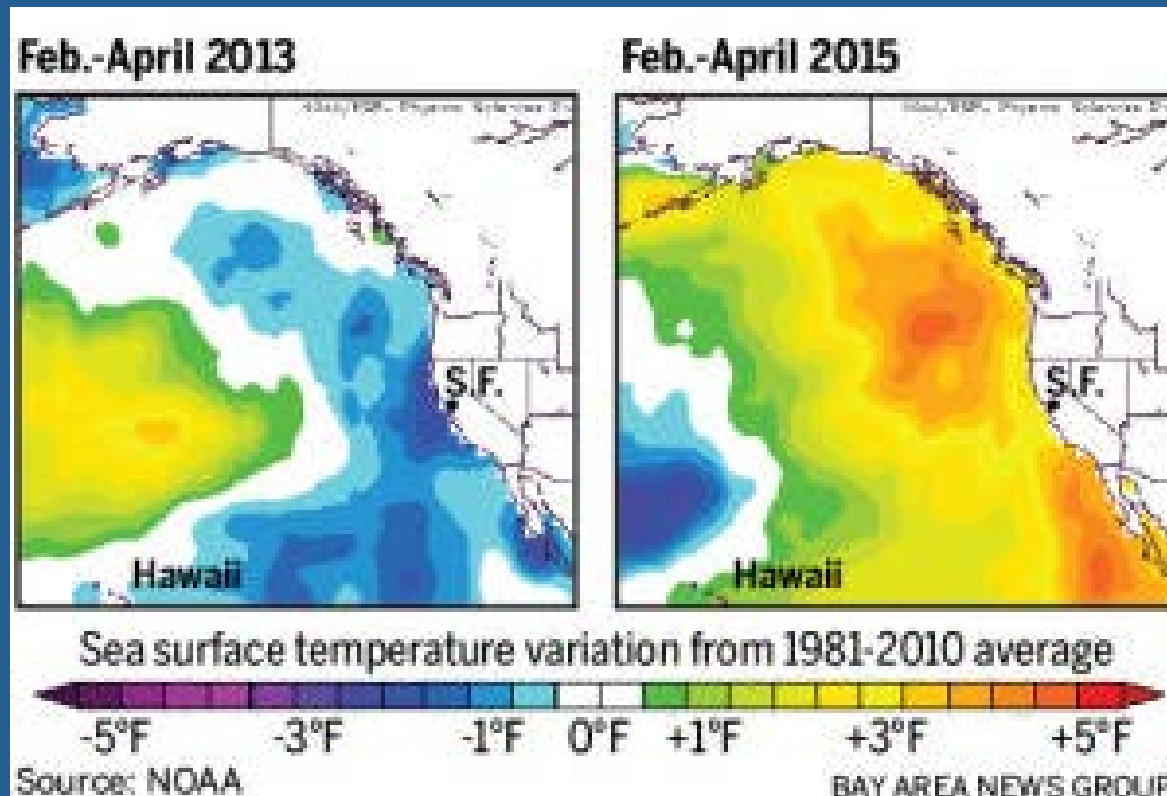 Feb.-April 2013
Feb.-April 2015
S.F.
S.F.
Hawaii
Hawaii
Sea surface temperature variation from 1981-2010 average
-5°F -3°F -1°F 0°F +1°F +3°F +5°F
Source: NOAA
BAY AREA NEWS GROUP